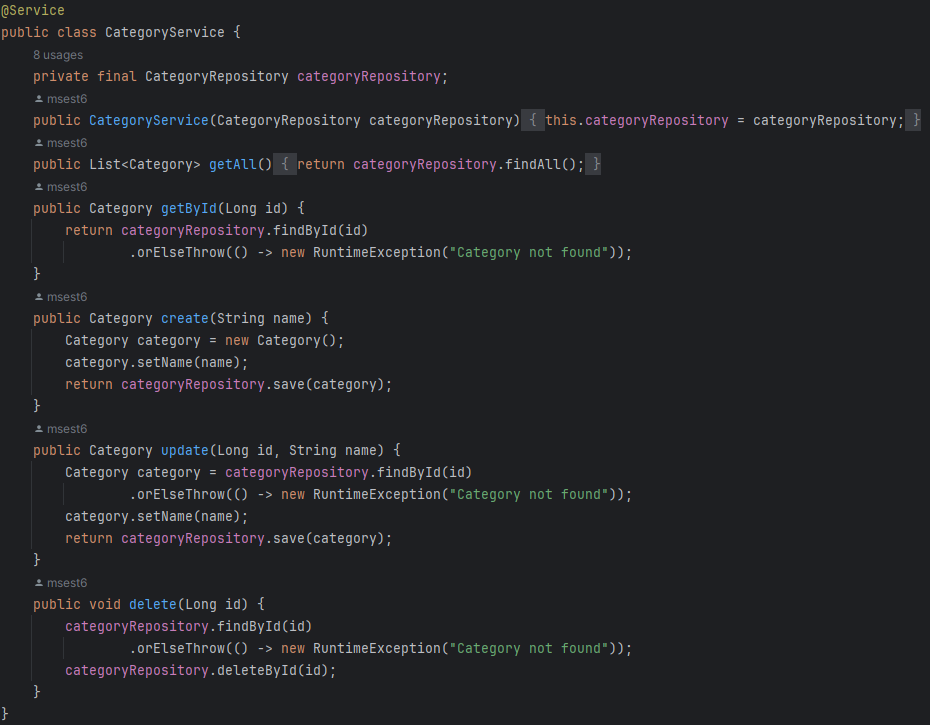 @Service
public class CategoryService {
8 usages
private final CategoryRepository categoryRepository;
msest6
public CategoryService(CategoryRepository categoryRepository) { this.categoryRepository = categoryRepository; }
msest6
public List<Category> getAll() { return categoryRepository.findAll(); }
msest6
public Category getById(Long id) {
return categoryRepository.findById(id)
.orElseThrow(() -> new RuntimeException("Category not found"));
}
msest6
public Category create(String name) {
Category category = new Category();
category.setName(name);
return categoryRepository.save(category);
}
msest6
public Category update(Long id, String name) {
Category category = categoryRepository.findById(id)
.orElseThrow(() -> new RuntimeException("Category not found"));
category.setName(name);
return categoryRepository.save(category);
}
msest6
public void delete(Long id) {
categoryRepository.findById(id)
.orElseThrow(() -> new RuntimeException("Category not found"));
categoryRepository.deleteById(id);
}
}